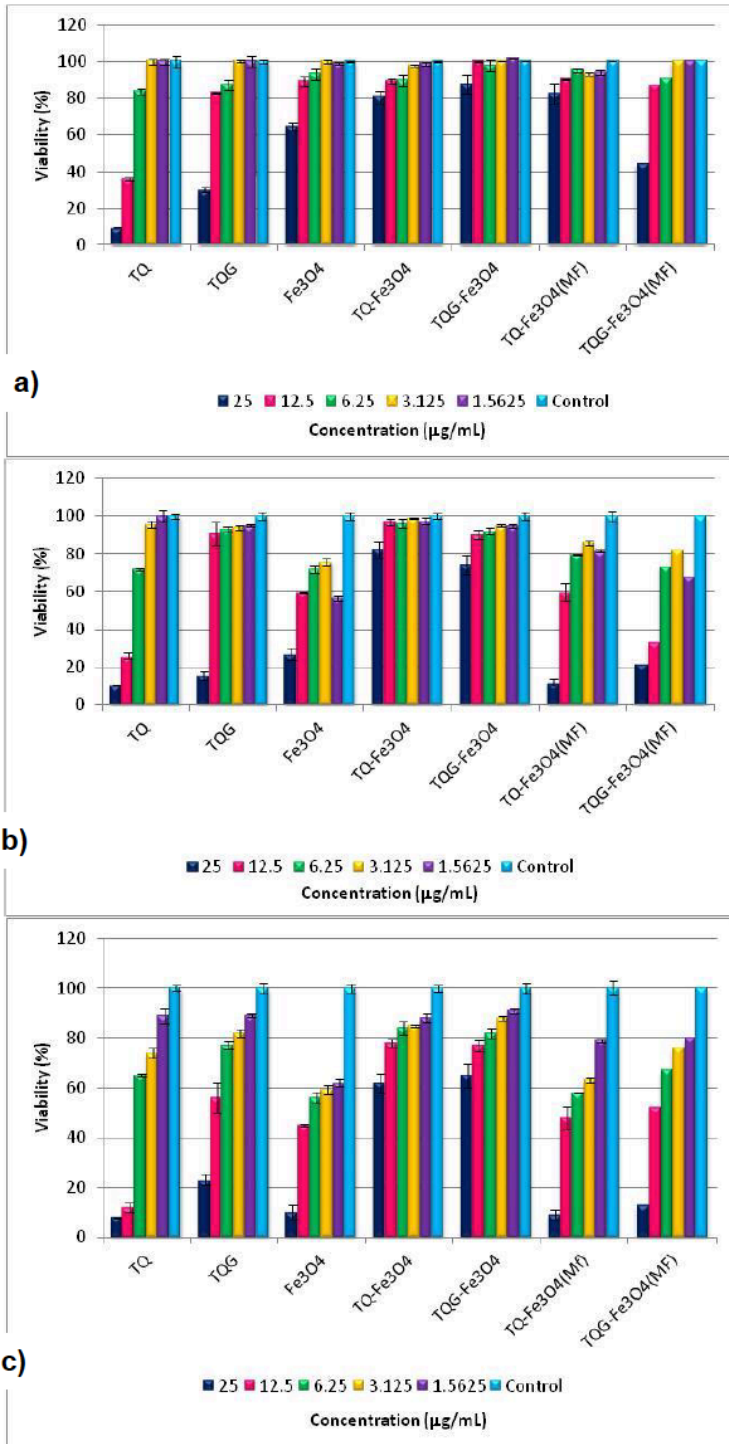 120
100
80
60
40
20
0
Viability (%)
TQ
TQG
Fe3O4
TQ-Fe3O4
TQG-Fe3O4
TQ-Fe3O4(MF)
TQG-Fe3O4(MF)
a)
25 12.5 6.25 3.125 1.5625 Control
Concentration (µg/mL)
120
100
80
60
40
20
0
Viability (%)
TQ
TQG
Fe3O4
TQ-Fe3O4
TQG-Fe3O4
TQ-Fe3O4(MF)
TQG-Fe3O4(MF)
b)
25 12.5 6.25 3.125 1.5625 Control
Concentration (µg/mL)
120
100
80
60
40
20
0
Viability (%)
TQ
TQG
Fe3O4
TQ-Fe3O4
TQG-Fe3O4
TQ-Fe3O4(Mf)
TQG-Fe3O4(MF)
c)
25 12.5 6.25 3.125 1.5625 Control
Concentration (µg/mL)